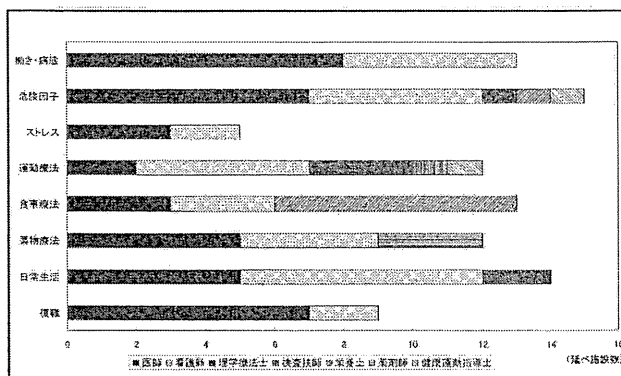 働き・病態
危険因子
ストレス
運動療法
食事療法
薬物療法
日常生活
復職
0 2 4 6 8 10 12 14 16
■医師 看護師 ■理学療法士 検査技師 栄養士 薬剤師 健康運動指導士 (延べ施設数)